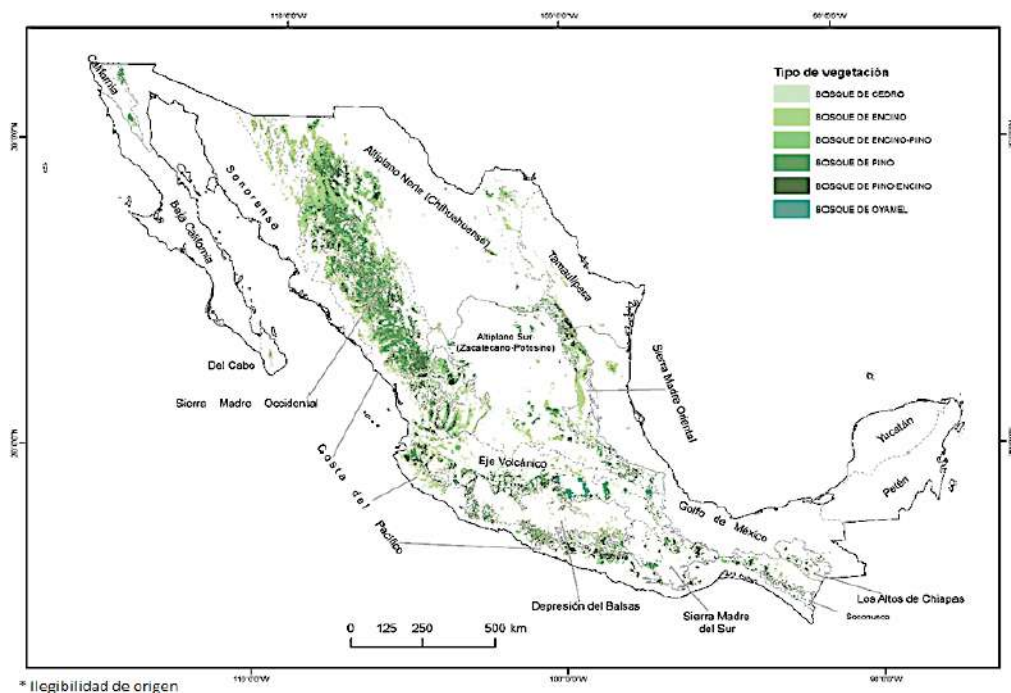 Tipo de vegetación
BOSQUE DE CEDRO
BOSQUE DE ENCINO
BOSQUE DE ENCINO-PINO
BOSQUE DE PINO
BOSQUE DE PINO-ENCINO
BOSQUE DE OYAMEL
California
Baja California
Sonorense
Altiplano Norte (Chihuahuense)
Tamaulipeca
Altiplano Sur
(Zacatecano-Potosino)
Del Cabo
Sierra Madre Occidental
Sierra Madre Oriental
Costa del Pacífico
Eje Volcánico
Yucatán
Petén
Golfo de México
Los Altos de Chiapas
Soconusco
Depresión del Balsas
Sierra Madre
del Sur
0 125 250 500 km
* Ilegibilidad de origen